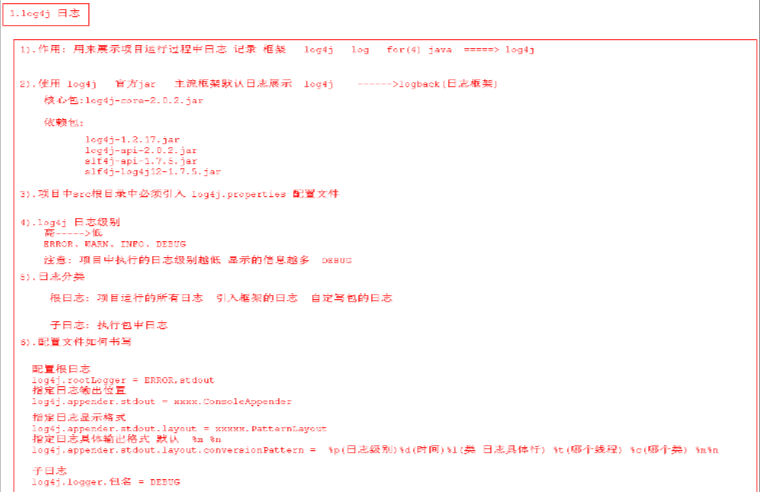 1.log4j 日志
1).作用: 用来展示项目运行过程中日志 记录 框架 log4j log for(4) java =====> log4j
2).使用 log4j 官方jar 主流框架默认日志展示 log4j ------>logback(日志框架)
核心包:log4j-core-2.0.2.jar
依赖包:
log4j-1.2.17.jar
log4j-api-2.0.2.jar
slf4j-api-1.7.5.jar
slf4j-log4j12-1.7.5.jar
3).项目中src根目录中必须引入 log4j.properties 配置文件
4).log4j 日志级别
高----->低
ERROR、WARN、INFO、DEBUG
注意: 项目中执行的日志级别越低 显示的信息越多 DEBUG
5).日志分类
根日志: 项目运行的所有日志 引入框架的日志 自定写包的日志
子日志: 执行包中日志
6).配置文件如何书写
配置根日志
log4j.rootLogger = ERROR,stdout
指定日志输出位置
log4j.appender.stdout = xxxx.ConsoleAppender
指定日志显示格式
log4j.appender.stdout.layout = xxxxx.PatternLayout
指定日志具体输出格式 默认 %m %n
log4j.appender.stdout.layout.conversionPattern = %p(日志级别)%d(时间)%l(类 日志具体行) %t(哪个线程) %c(哪个类) %m%n
子日志
log4j.logger.包名 = DEBUG